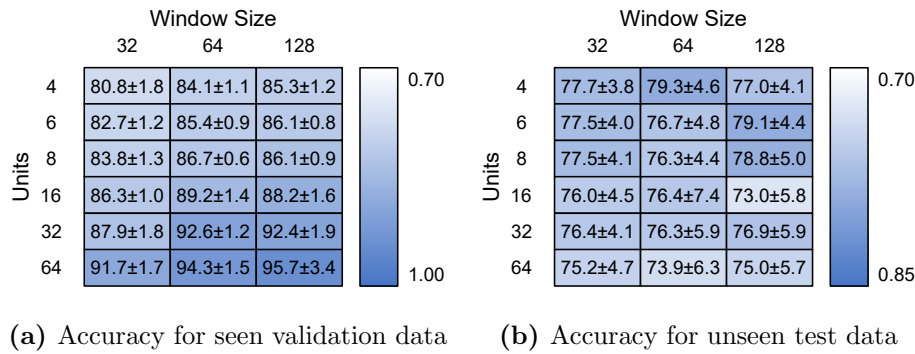 Window Size
32 64 128
Units
4 80.8±1.8 84.1±1.1 85.3±1.2
6 82.7±1.2 85.4±0.9 86.1±0.8
8 83.8±1.3 86.7±0.6 86.1±0.9
16 86.3±1.0 89.2±1.4 88.2±1.6
32 87.9±1.8 92.6±1.2 92.4±1.9
64 91.7±1.7 94.3±1.5 95.7±3.4
0.70
1.00
(a) Accuracy for seen validation data
Window Size
32 64 128
Units
4 77.7±3.8 79.3±4.6 77.0±4.1
6 77.5±4.0 76.7±4.8 79.1±4.4
8 77.5±4.1 76.3±4.4 78.8±5.0
16 76.0±4.5 76.4±7.4 73.0±5.8
32 76.4±4.1 76.3±5.9 76.9±5.9
64 75.2±4.7 73.9±6.3 75.0±5.7
0.70
0.85
(b) Accuracy for unseen test data